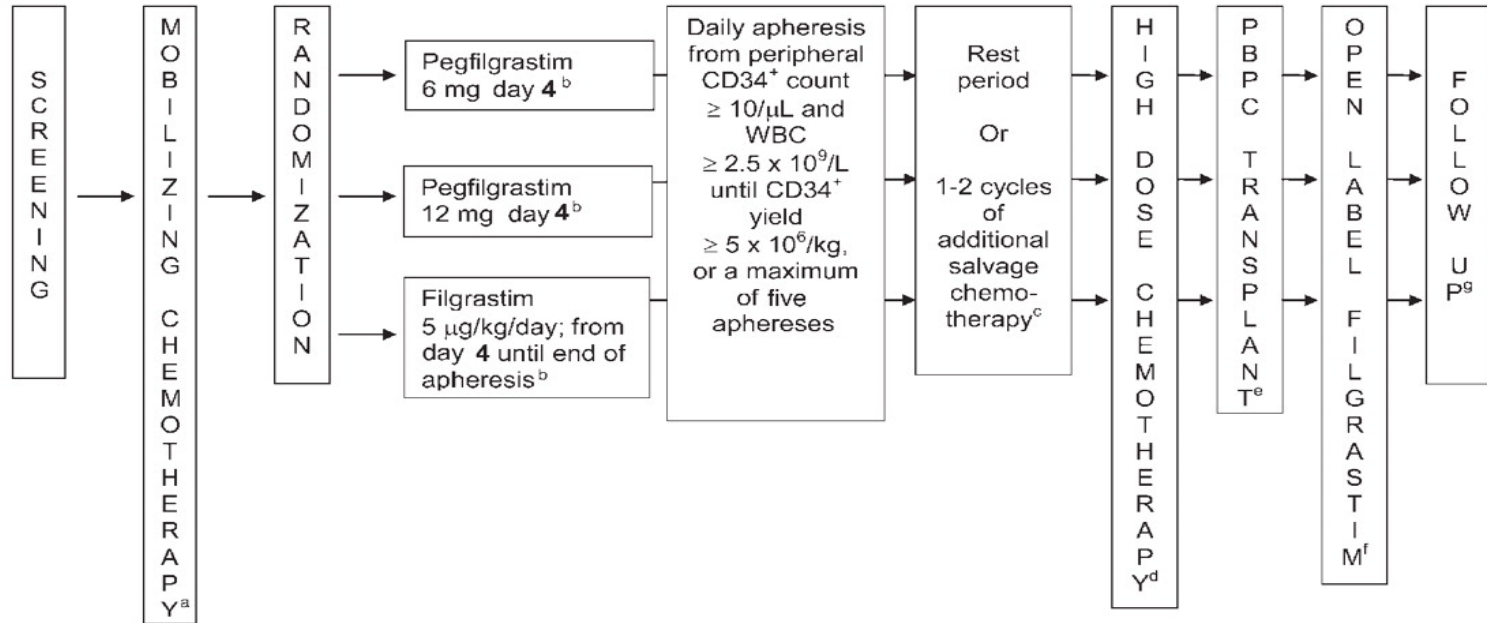 SCREENING
MOBILIZING CHEMOTHERAPYᵃ
RANDOMIZATION
Pegfilgrastim
6 mg day 4 ᵇ
Pegfilgrastim
12 mg day 4 ᵇ
Filgrastim
5 μg/kg/day; from
day 4 until end of
apheresis ᵇ
Daily apheresis
from peripheral
CD34⁺ count
≥ 10/μL and
WBC
≥ 2.5 x 10⁹/L
until CD34⁺
yield
≥ 5 x 10⁶/kg,
or a maximum
of five
aphereses
Rest
period
Or
1-2 cycles
of
additional
salvage
chemo-
therapyᶜ
HIGH DOSE CHEMOTHERAPYᵈ
PBPC TRANSPLANTᵉ
OPEN LABEL FILGRASTIMᶠ
FOLLOW UPᵍ